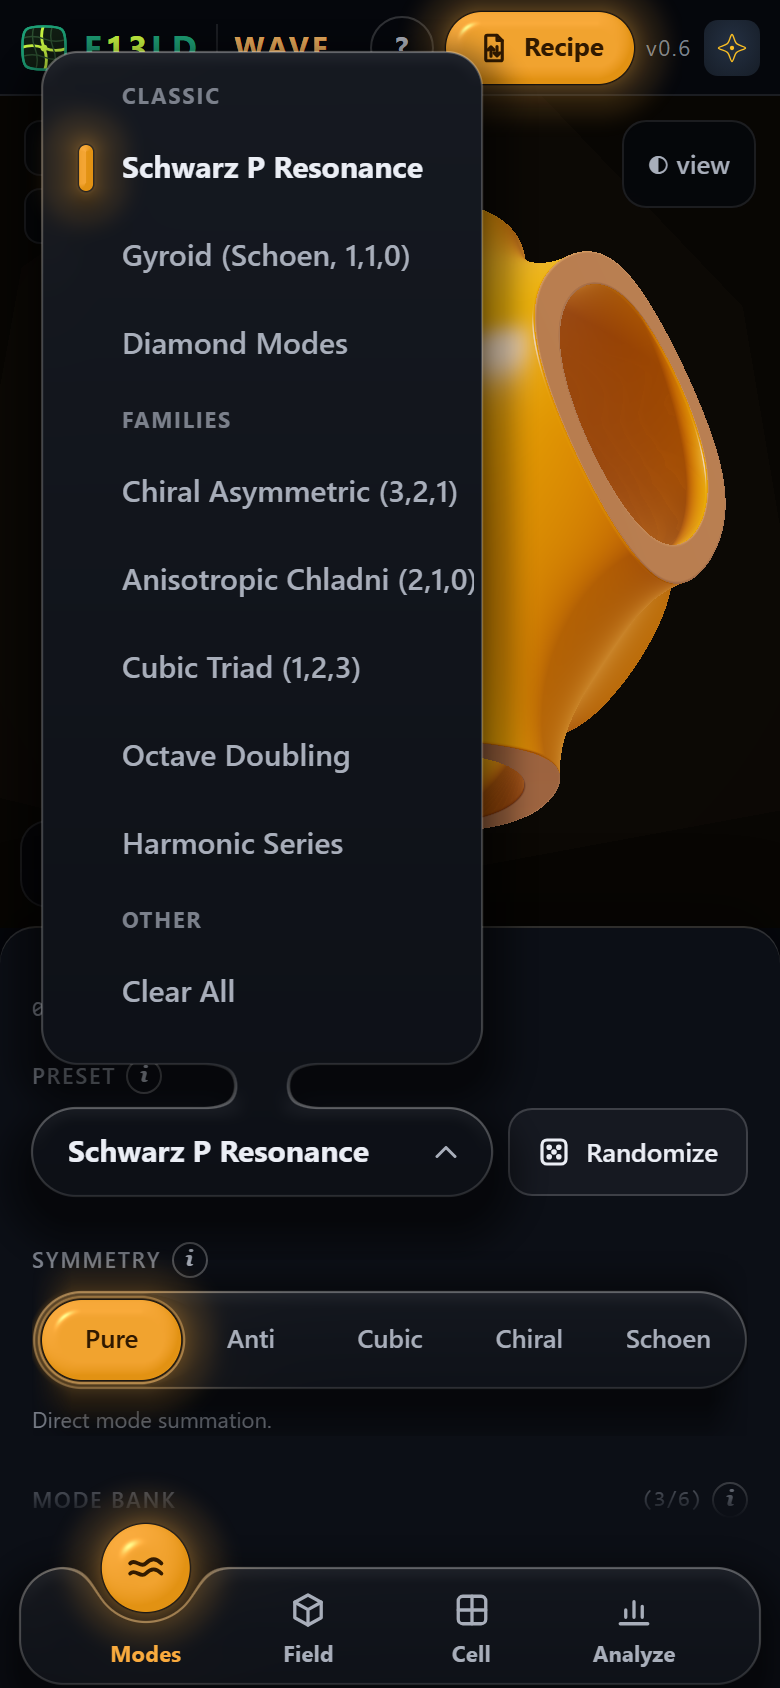 F13LD WAVE ? Recipe v0.6
CLASSIC
Schwarz P Resonance
view
Gyroid (Schoen, 1,1,0)
Diamond Modes
FAMILIES
Chiral Asymmetric (3,2,1)
Anisotropic Chladni (2,1,0)
Cubic Triad (1,2,3)
Octave Doubling
Harmonic Series
OTHER
Clear All
PRESET i
Schwarz P Resonance
Randomize
SYMMETRY i
Pure Anti Cubic Chiral Schoen
Direct mode summation.
MODE BANK (3/6) i
Modes Field Cell Analyze